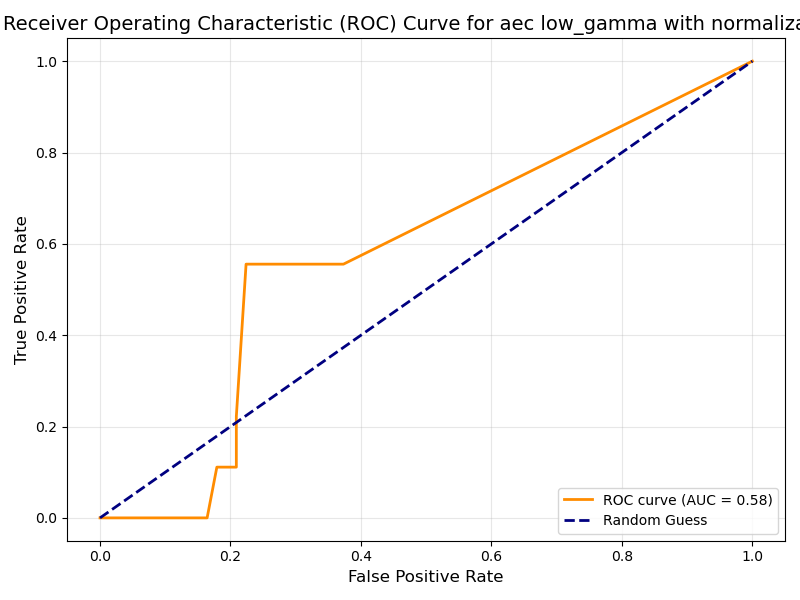 Receiver Operating Characteristic (ROC) Curve for aec low_gamma with
1.0
0.8
0.6
0.4
0.2
0.0
True Positive Rate
0.0 0.2 0.4 0.6 0.8 1.0
False Positive Rate
ROC curve (AUC = 0.58)
Random Guess